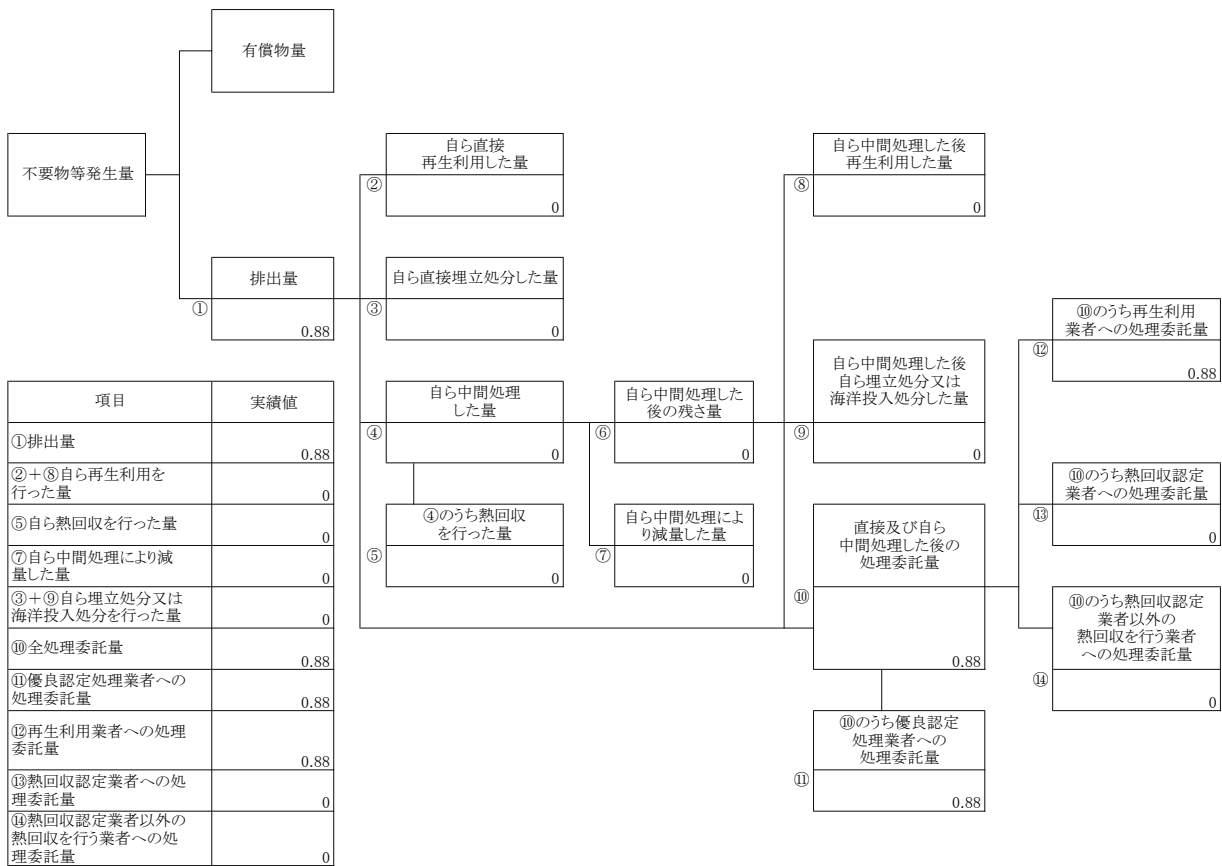 有償物量
不要物等発生量
自ら直接
再生利用した量
②
0
自ら中間処理した後
再生利用した量
⑧
0
排出量
①
0.88
自ら直接埋立処分した量
③
0
⑩のうち再生利用
業者への処理委託量
⑫
0.88
自ら中間処理
した量
④
0
自ら中間処理した
後の残さ量
⑥
0
自ら中間処理した後
自ら埋立処分又は
海洋投入処分した量
⑨
0
⑩のうち熱回収認定
業者への処理委託量
⑬
0
④のうち熱回収
を行った量
⑤
0
自ら中間処理によ
り減量した量
⑦
0
直接及び自ら
中間処理した後の
処理委託量
⑩
0.88
⑩のうち熱回収認定
業者以外の
熱回収を行う業者
への処理委託量
⑭
0
⑩のうち優良認定
処理業者への
処理委託量
⑪
0.88
項目 実績値
①排出量 0.88
②+⑧自ら再生利用を
行った量 0
⑤自ら熱回収を行った量 0
⑦自ら中間処理により減
量した量 0
③+⑨自ら埋立処分又は
海洋投入処分を行った量 0
⑩全処理委託量 0.88
⑪優良認定処理業者への
処理委託量 0.88
⑫再生利用業者への処理
委託量 0.88
⑬熱回収認定業者への処
理委託量 0
⑭熱回収認定業者以外の
熱回収を行う業者への処
理委託量 0